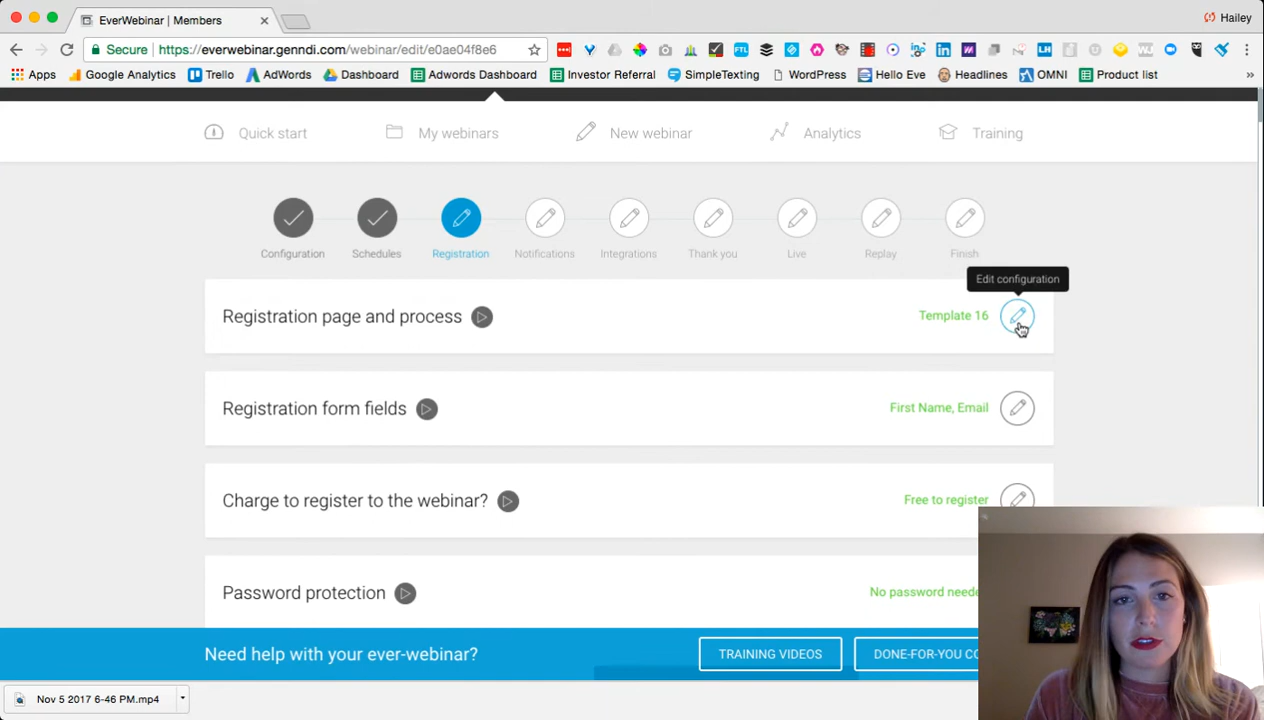 EverWebinar | Members
Hailey
Secure https://everwebinar.genndi.com/webinar/edit/e0ae04f8e6
Apps Google Analytics Trello AdWords Dashboard Adwords Dashboard Investor Referral SimpleTexting WordPress Hello Eve Headlines OMNI Product list »
Quick start My webinars New webinar Analytics Training
Configuration Schedules Registration Notifications Integrations Thank you Live Replay Finish
Edit configuration
Registration page and process Template 16
Registration form fields First Name, Email
Charge to register to the webinar? Free to register
Password protection No password neede
Need help with your ever-webinar? TRAINING VIDEOS DONE-FOR-YOU CO
Nov 5 2017 6-46 PM.mp4